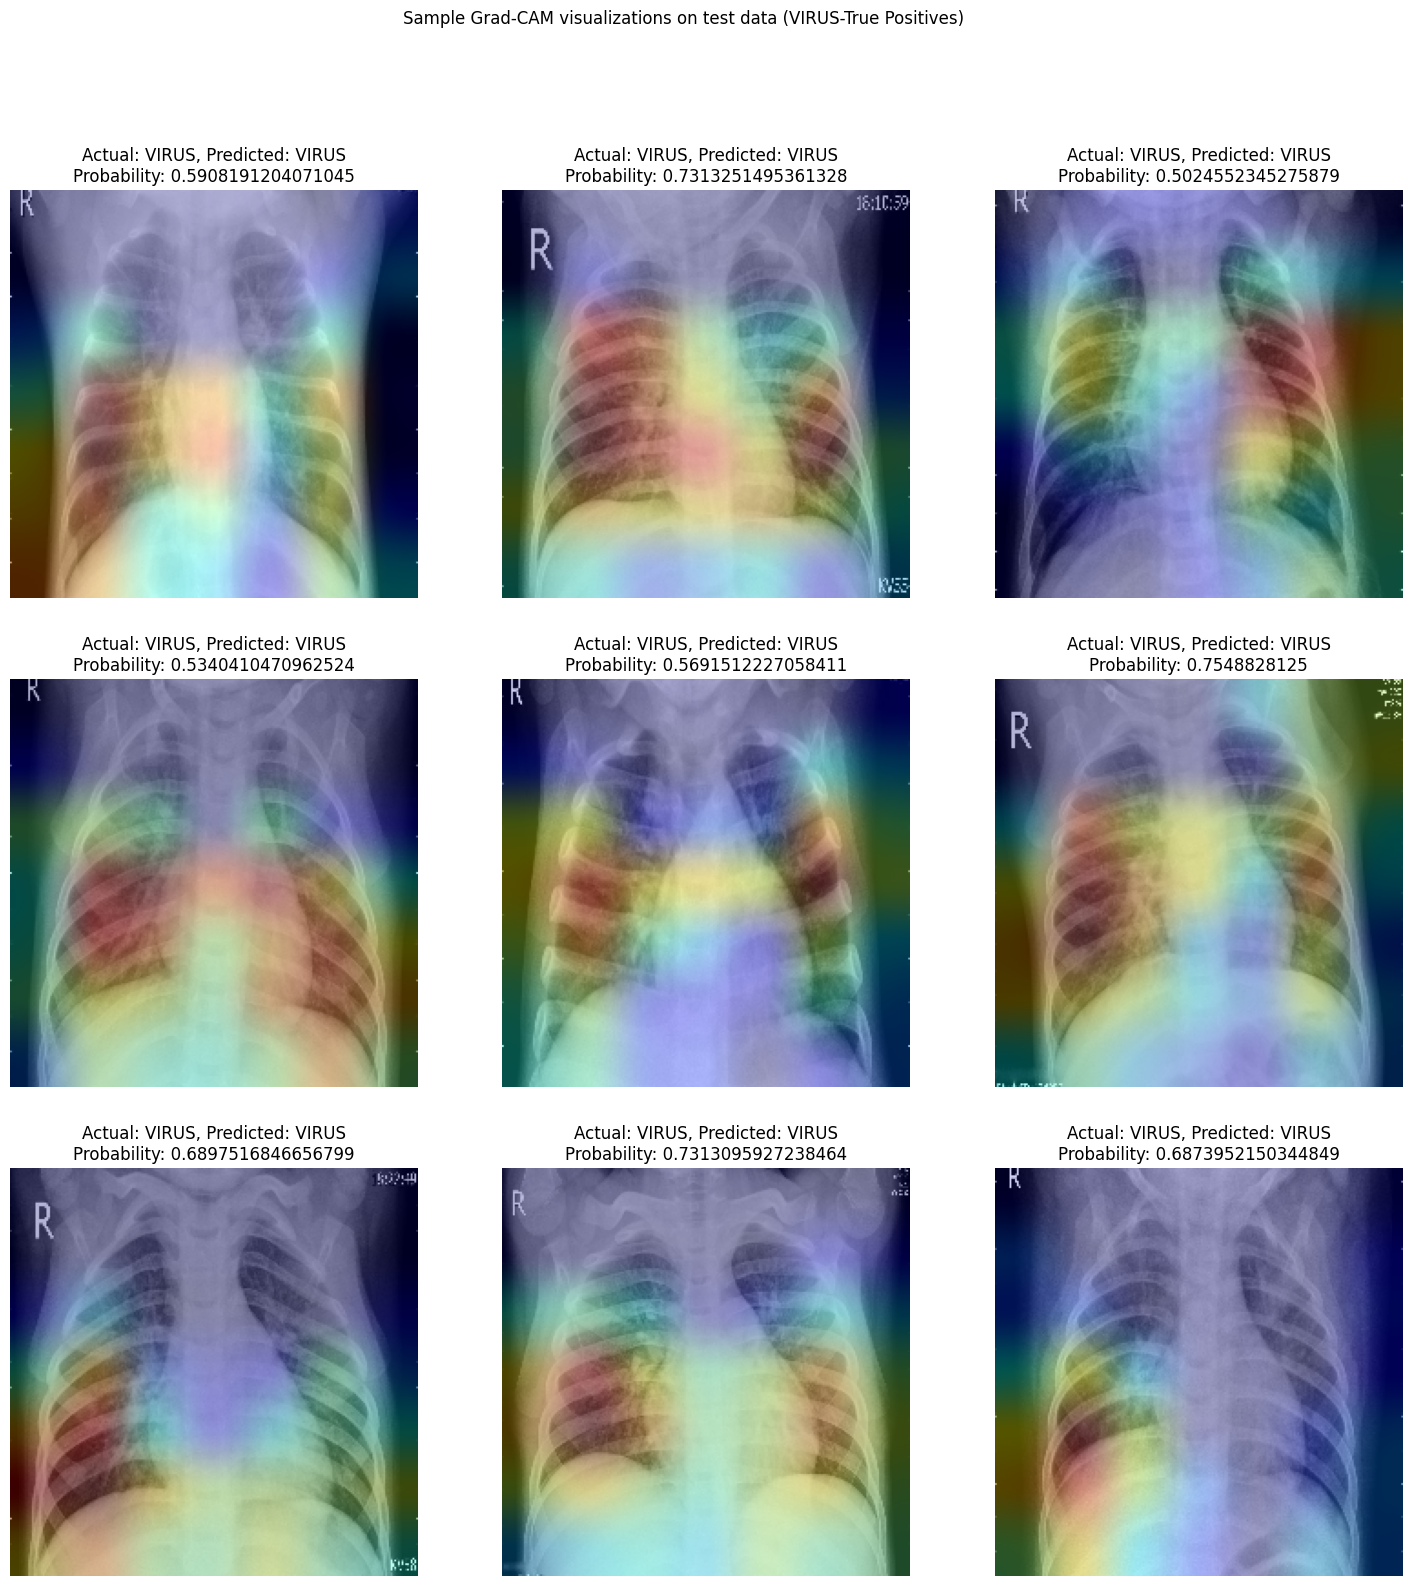 Sample Grad-CAM visualizations on test data (VIRUS-True Positives)
Actual: VIRUS, Predicted: VIRUS
Probability: 0.5908191204071045
R
Actual: VIRUS, Predicted: VIRUS
Probability: 0.7313251495361328
16:10:59
R
Actual: VIRUS, Predicted: VIRUS
Probability: 0.5024552345275879
R
Actual: VIRUS, Predicted: VIRUS
Probability: 0.5340410470962524
R
Actual: VIRUS, Predicted: VIRUS
Probability: 0.5691512227058411
R
Actual: VIRUS, Predicted: VIRUS
Probability: 0.7548828125
R
Actual: VIRUS, Predicted: VIRUS
Probability: 0.6897516846656799
R
Actual: VIRUS, Predicted: VIRUS
Probability: 0.7313095927238464
R
Actual: VIRUS, Predicted: VIRUS
Probability: 0.6873952150344849
R